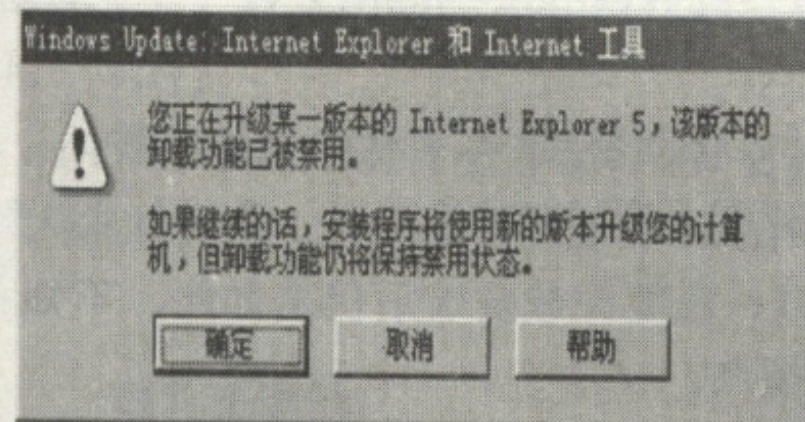 Windows Update: Internet Explorer 和 Internet 工具
您正在升级某一版本的 Internet Explorer 5，该版本的
卸载功能已被禁用。
如果继续的话，安装程序将使用新的版本升级您的计算
机，但卸载功能仍将保持禁用状态。
确定 取消 帮助